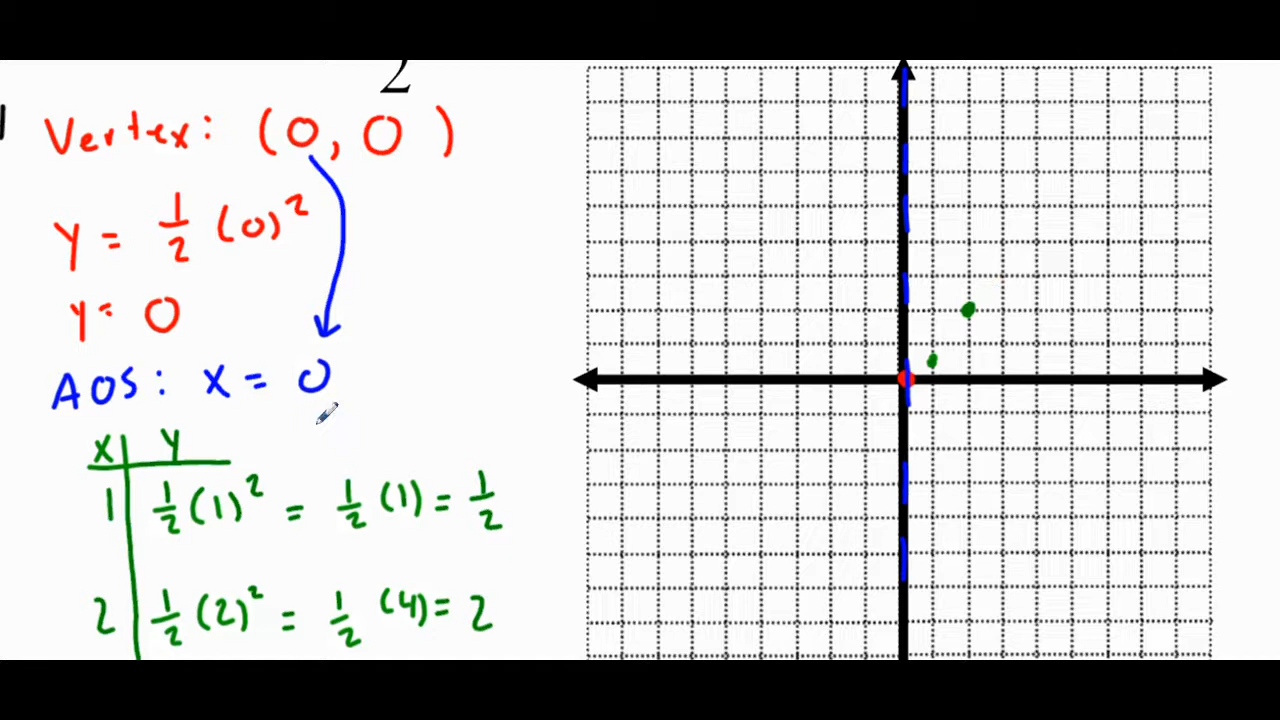 2
Vertex: (0, 0)
y = 1/2 (0)²
y = 0
AOS: x = 0
x | y
1 | 1/2 (1)² = 1/2 (1) = 1/2
2 | 1/2 (2)² = 1/2 (4) = 2